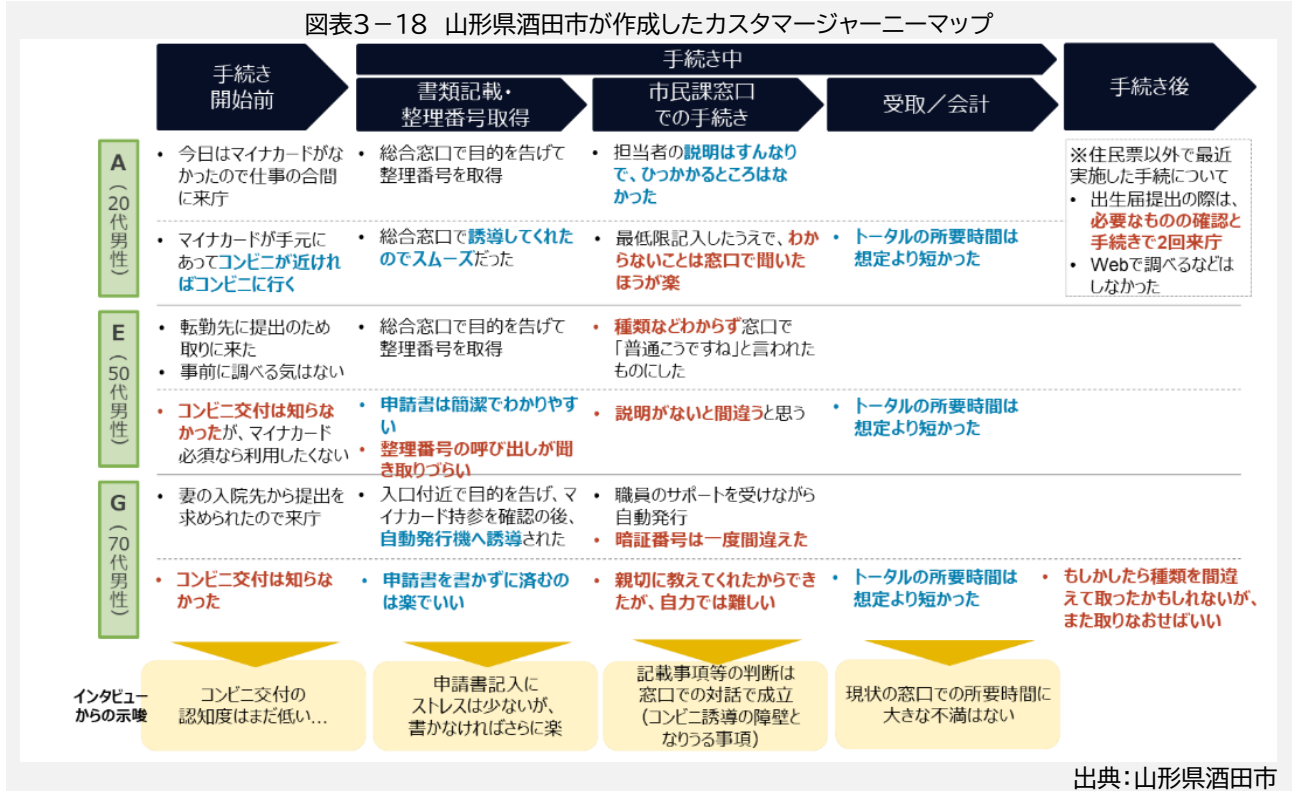 図表3-18 山形県酒田市が作成したカスタマージャーニーマップ
手続き
開始前
手続き中
書類記載・
整理番号取得
市民課窓口
での手続き
受取／会計
手続き後
A（20代男性）
• 今日はマイナカードがな
かったので仕事の合間
に来庁
• 総合窓口で目的を告げて
整理番号を取得
• 担当者の説明はすんなり
で、ひっかかるところはな
かった
• マイナカードが手元に
あってコンビニが近けれ
ばコンビニに行く
• 総合窓口で誘導してくれた
のでスムーズだった
• 最低限記入したうえで、わか
らないことは窓口で聞いた
ほうが楽
• トータルの所要時間は
想定より短かった
※住民票以外で最近
実施した手続について
• 出生届提出の際は、
必要なものの確認と
手続きで2回来庁
• Webで調べるなどは
しなかった
E（50代男性）
• 転勤先に提出のため
取りに来た
• 事前に調べる気はない
• 総合窓口で目的を告げて
整理番号を取得
• 種類などわからず窓口で
「普通こうですね」と言われた
ものにした
• コンビニ交付は知らな
かったが、マイナカード
必須なら利用したくない
• 申請書は簡潔でわかりやす
い
• 整理番号の呼び出しが聞
き取りづらい
• 説明がないと間違うと思う
• トータルの所要時間は
想定より短かった
G（70代男性）
• 妻の入院先から提出を
求められたので来庁
• 入口付近で目的を告げ、マ
イナカード持参を確認の後、
自動発行機へ誘導された
• 職員のサポートを受けながら
自動発行
• 暗証番号は一度間違えた
• コンビニ交付は知らな
かった
• 申請書を書かずに済むの
は楽でいい
• 親切に教えてくれたからでき
たが、自力では難しい
• トータルの所要時間は
想定より短かった
• もしかしたら種類を間違
えて取ったかもしれないが、
また取りなおせばいい
インタビュー
からの示唆
コンビニ交付の
認知度はまだ低い…
申請書記入に
ストレスは少ないが、
書かなければさらに楽
記載事項等の判断は
窓口での対話で成立
(コンビニ誘導の障壁と
なりうる事項)
現状の窓口での所要時間に
大きな不満はない
出典：山形県酒田市